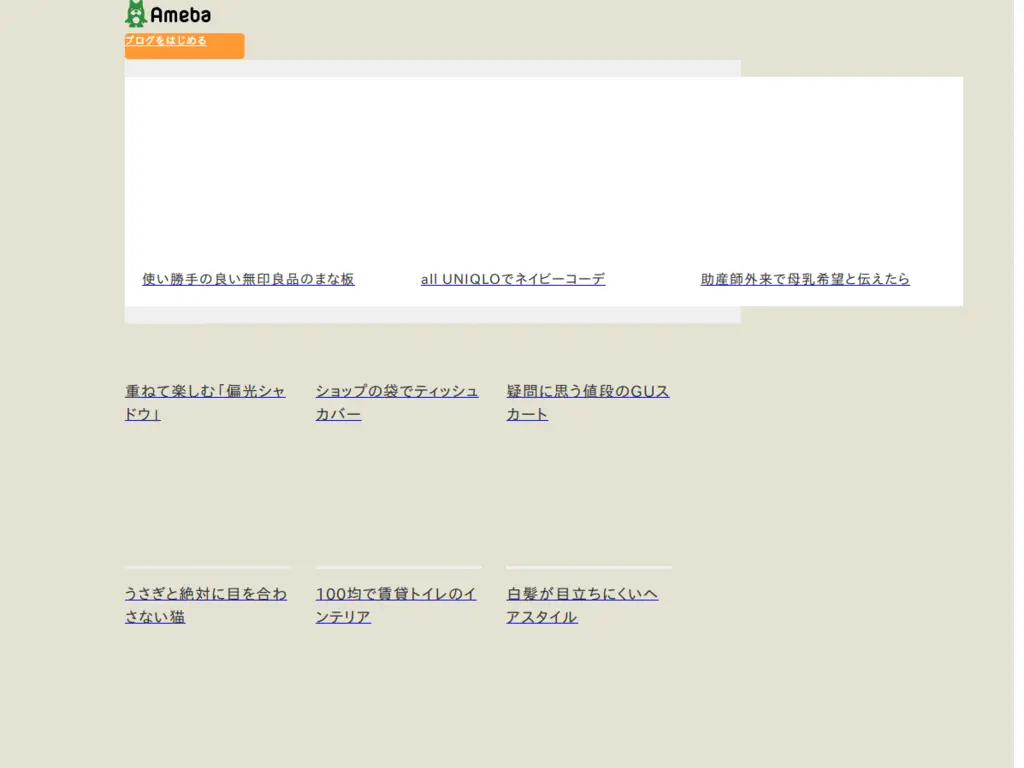 Ameba
ブログをはじめる
使い勝手の良い無印良品のまな板
all UNIQLOでネイビーコーデ
助産師外来で母乳希望と伝えたら
重ねて楽しむ「偏光シャ
ドウ」
ショップの袋でティッシュ
カバー
疑問に思う値段のGUス
カート
うさぎと絶対に目を合わ
さない猫
100均で賃貸トイレのイ
ンテリア
白髪が目立ちにくいヘ
アスタイル